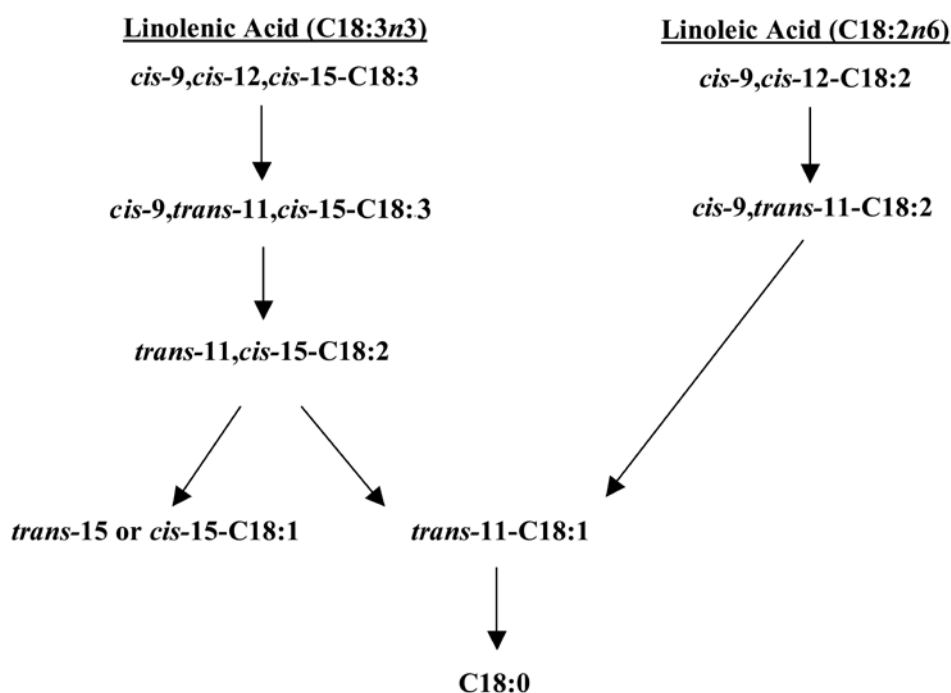 Linolenic Acid (C18:3n3)
Linoleic Acid (C18:2n6)
cis-9,cis-12,cis-15-C18:3
cis-9,cis-12-C18:2
cis-9,trans-11,cis-15-C18:3
cis-9,trans-11-C18:2
trans-11,cis-15-C18:2
trans-15 or cis-15-C18:1
trans-11-C18:1
C18:0